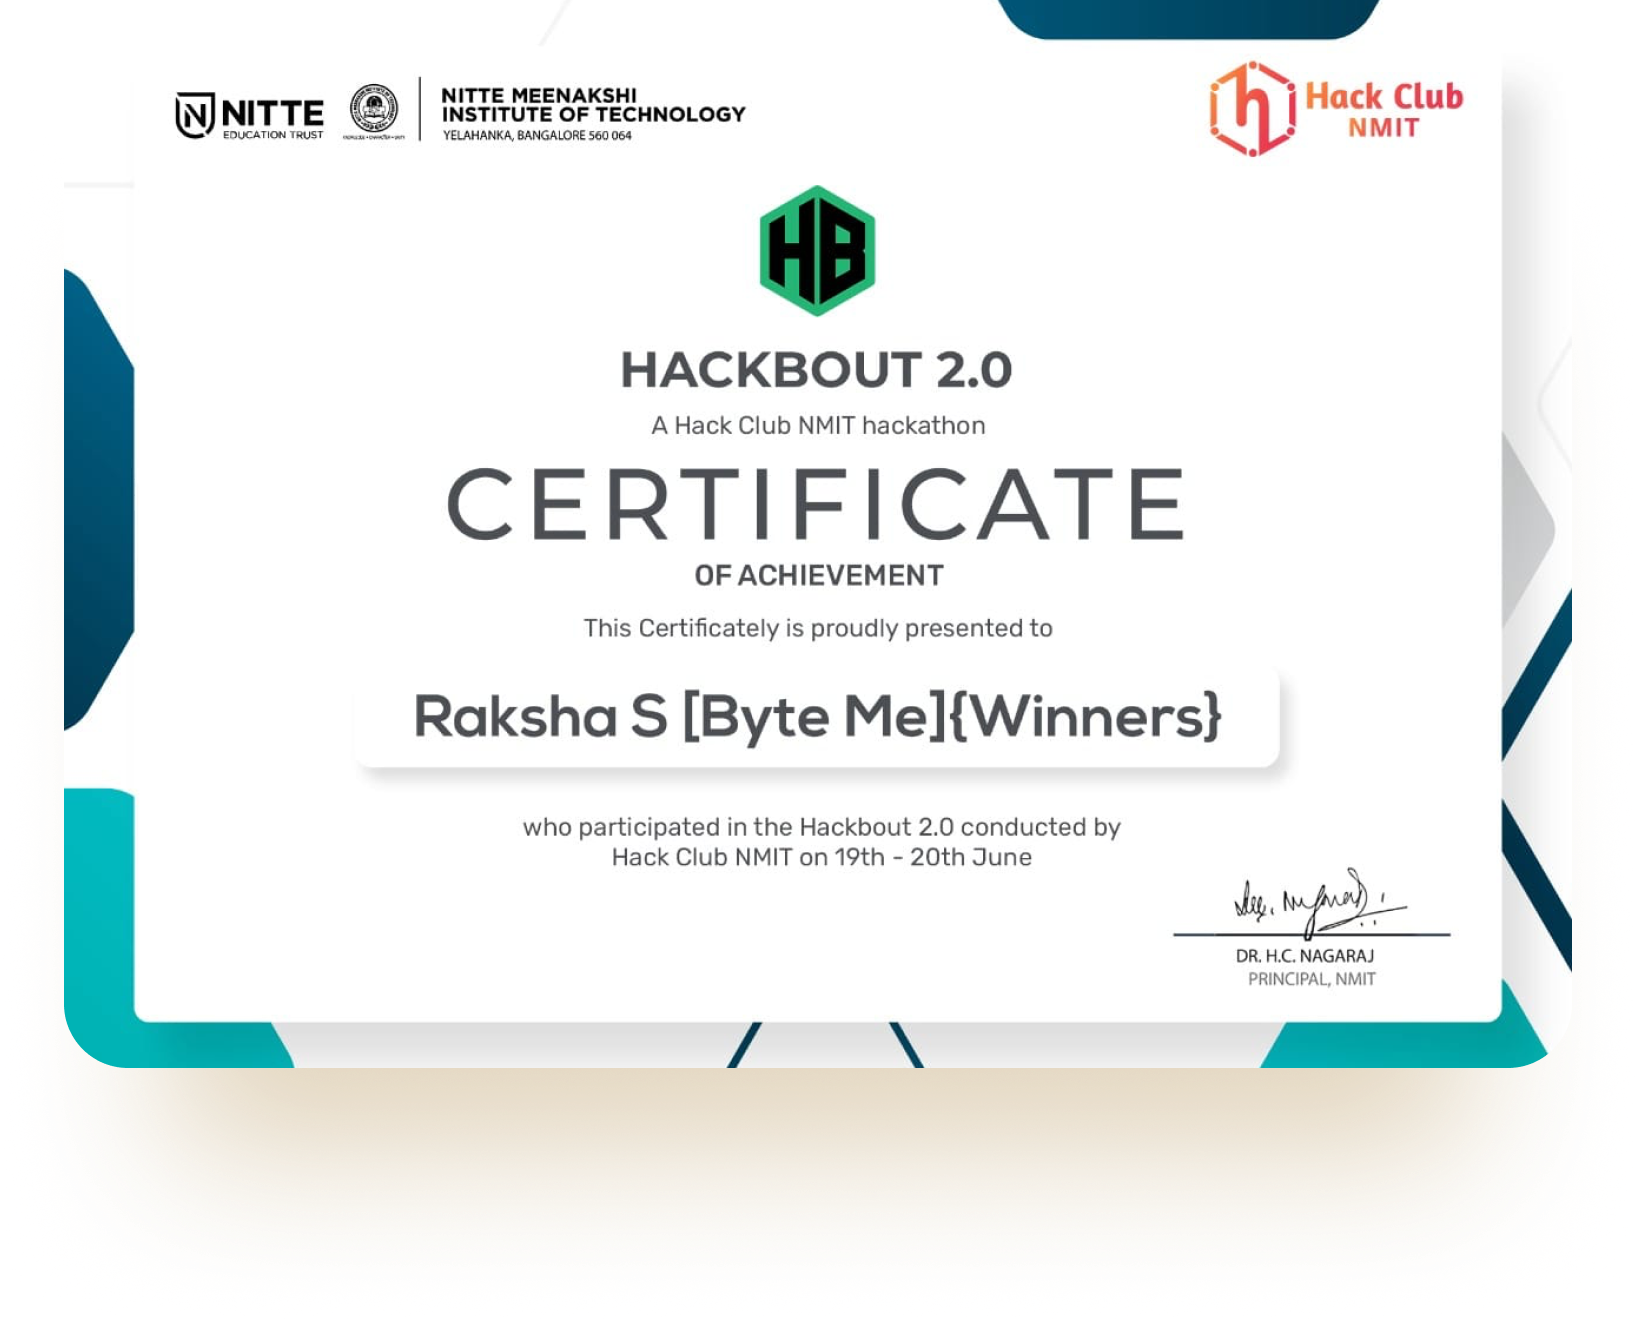 NITTE
EDUCATION TRUST
NITTE MEENAKSHI
INSTITUTE OF TECHNOLOGY
YELAHANKA, BANGALORE 560 064
Hack Club
NMIT
HB
HACKBOUT 2.0
A Hack Club NMIT hackathon
CERTIFICATE
OF ACHIEVEMENT
This Certificately is proudly presented to
Raksha S [Byte Me]{Winners}
who participated in the Hackbout 2.0 conducted by
Hack Club NMIT on 19th - 20th June
DR. H.C. NAGARAJ
PRINCIPAL, NMIT